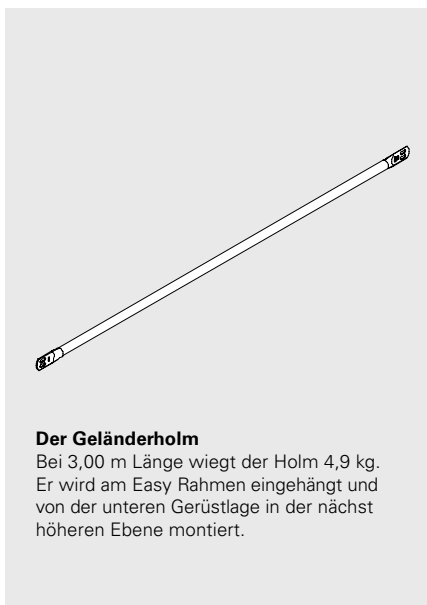 Der Geländerholm
Bei 3,00 m Länge wiegt der Holm 4,9 kg.
Er wird am Easy Rahmen eingehängt und
von der unteren Gerüstlage in der nächst
höheren Ebene montiert.